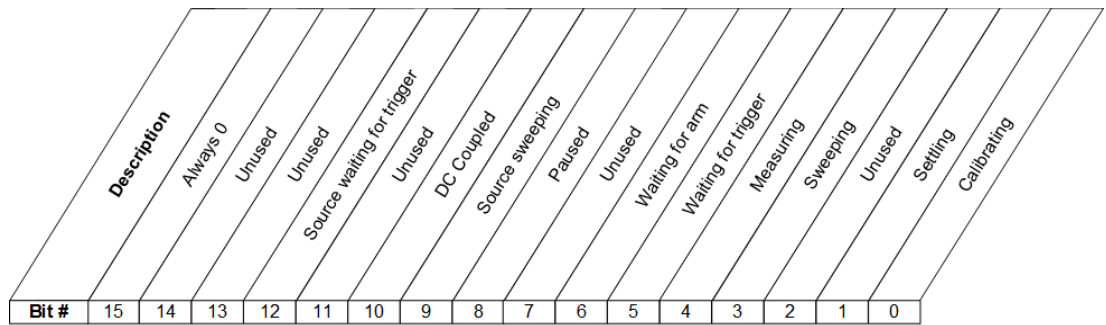 Description
Always 0
Unused
Unused
Source waiting for trigger
Unused
DC Coupled
Source sweeping
Paused
Unused
Waiting for arm
Waiting for trigger
Measuring
Sweeping
Unused
Settling
Calibrating
Bit # 15 14 13 12 11 10 9 8 7 6 5 4 3 2 1 0